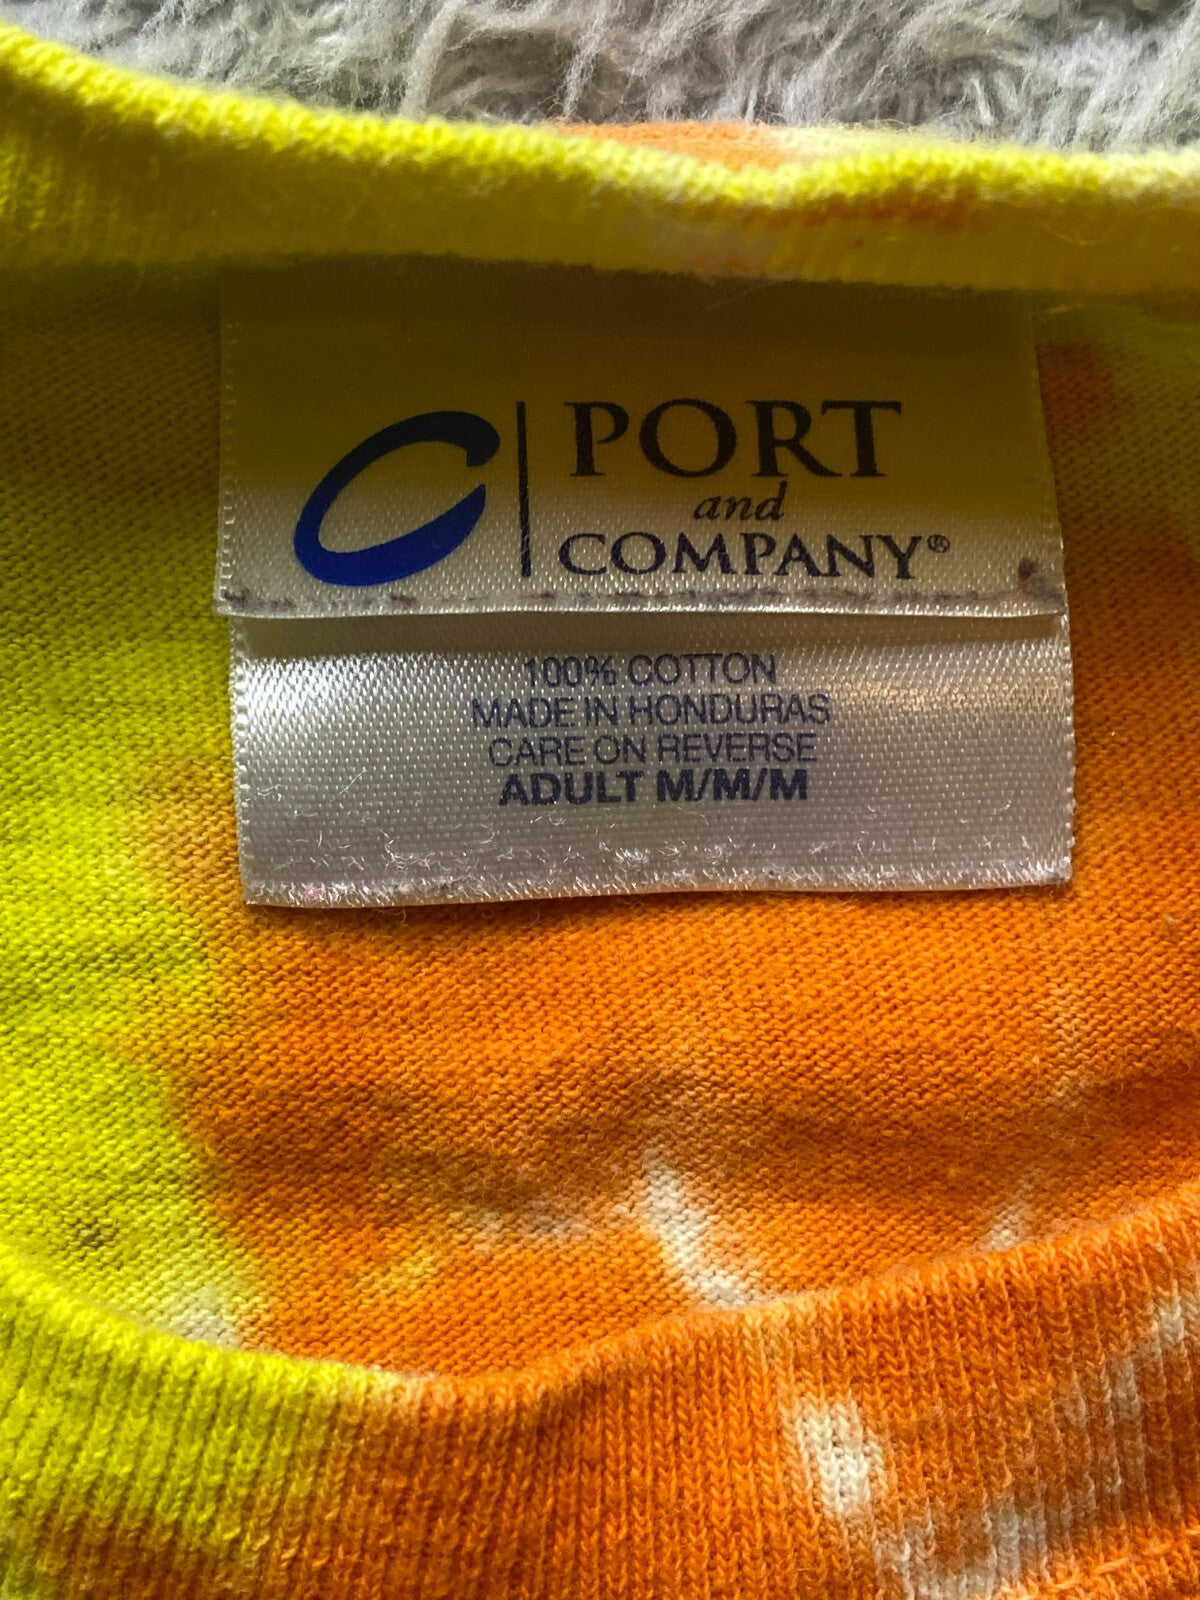 PORT
and
COMPANY®
100% COTTON
MADE IN HONDURAS
CARE ON REVERSE
ADULT M/M/M